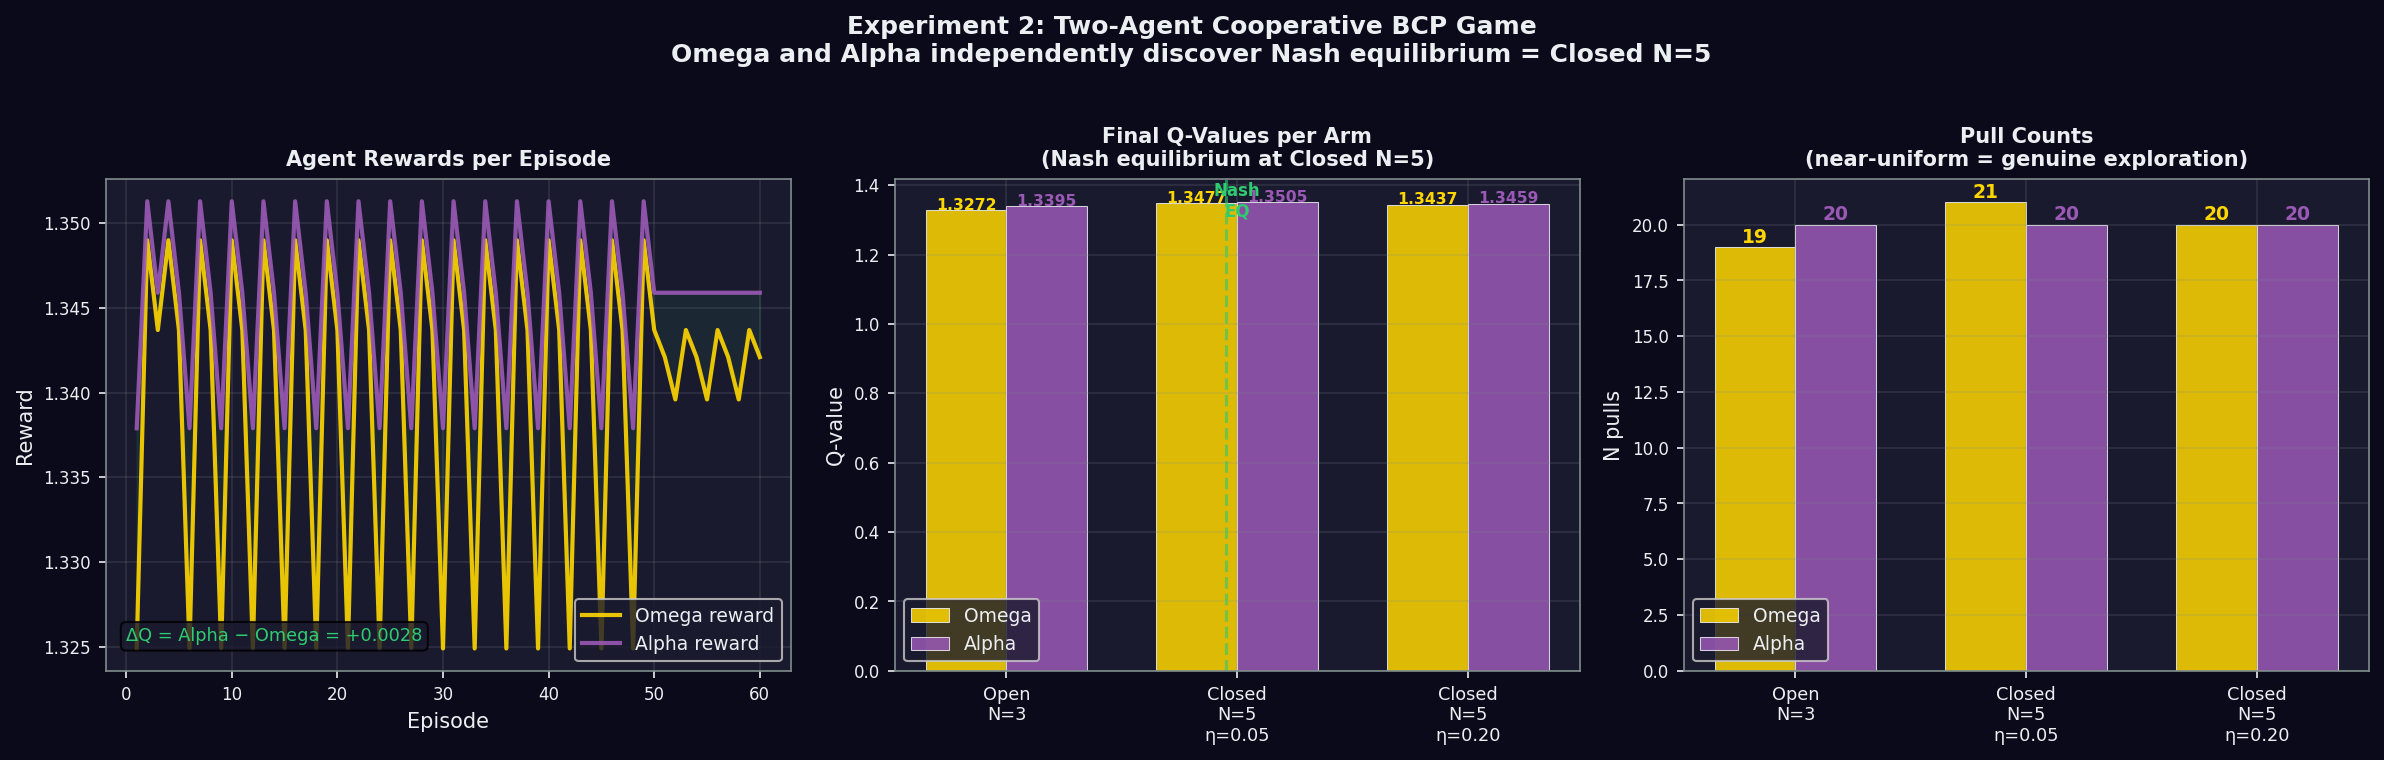 Experiment 2: Two-Agent Cooperative BCP Game
Omega and Alpha independently discover Nash equilibrium = Closed N=5
Agent Rewards per Episode
Reward
1.350
1.345
1.340
1.335
1.330
1.325
ΔQ = Alpha − Omega = +0.0028
Omega reward
Alpha reward
0 10 20 30 40 50 60
Episode
Final Q-Values per Arm
(Nash equilibrium at Closed N=5)
Q-value
1.4
1.2
1.0
0.8
0.6
0.4
0.2
0.0
1.3272 1.3395 1.3477 1.3505 1.3437 1.3459
Nash
EQ
Omega
Alpha
Open
N=3
Closed
N=5
η=0.05
Closed
N=5
η=0.20
Pull Counts
(near-uniform = genuine exploration)
N pulls
20.0
17.5
15.0
12.5
10.0
7.5
5.0
2.5
0.0
19 20 21 20 20 20
Omega
Alpha
Open
N=3
Closed
N=5
η=0.05
Closed
N=5
η=0.20